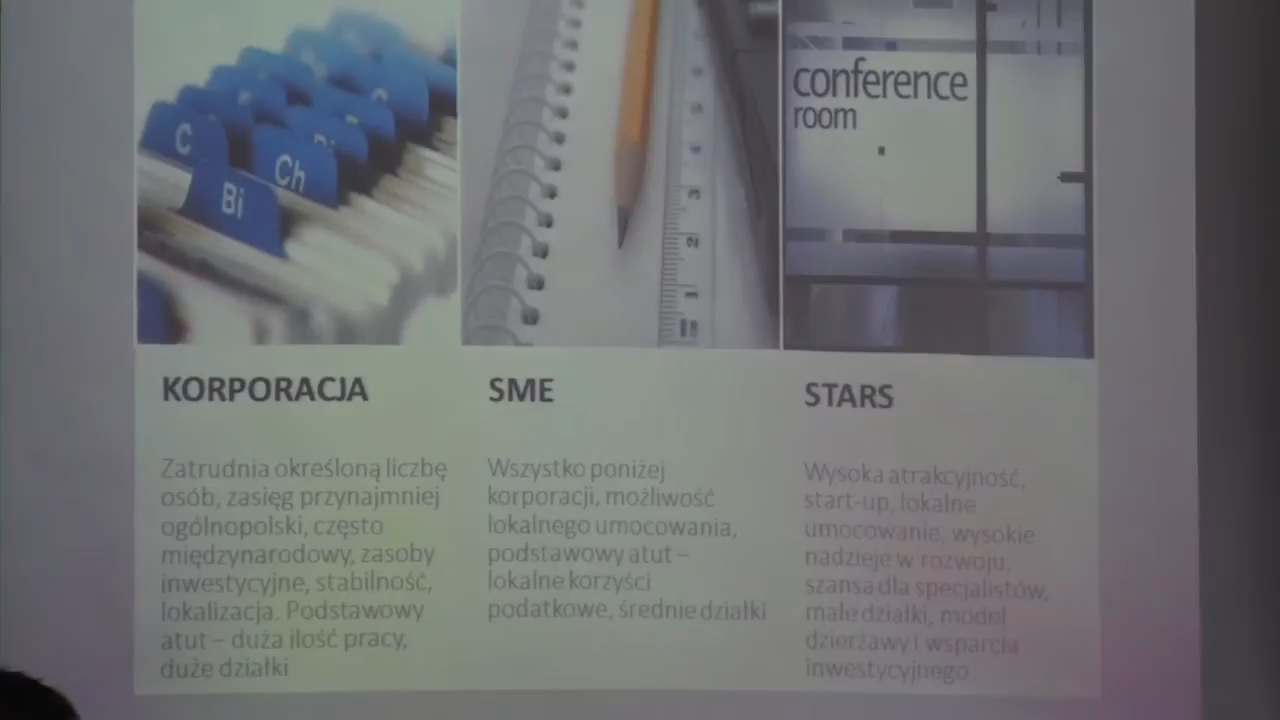 C
Ch
Bi
3
2
1
conference
room
KORPORACJA
Zatrudnia określoną liczbę
osób, zasięg przynajmniej
ogólnopolski, często
międzynarodowy, zasoby
inwestycyjne, stabilność,
lokalizacja. Podstawowy
atut – duża ilość pracy,
duże działki
SME
Wszystko poniżej
korporacji, możliwość
lokalnego umocowania,
podstawowy atut –
lokalne korzyści
podatkowe, średnie działki
STARS
Wysoka atrakcyjność,
start-up, lokalne
umocowanie, wysokie
nadzieje w rozwoju,
szansa dla specjalistów,
małe działki, model
dzierżawy i wsparcia
inwestycyjnego